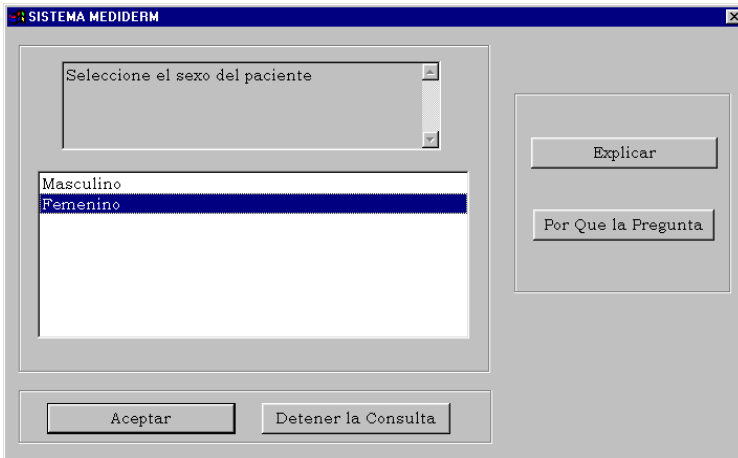 SISTEMA MEDIDERM
Seleccione el sexo del paciente
Masculino
Femenino
Explicar
Por Que la Pregunta
Aceptar
Detener la Consulta